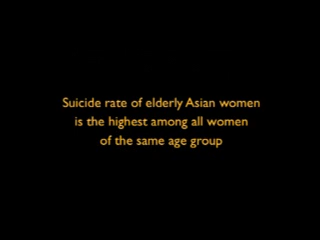 Suicide rate of elderly Asian women
is the highest among all women
of the same age group